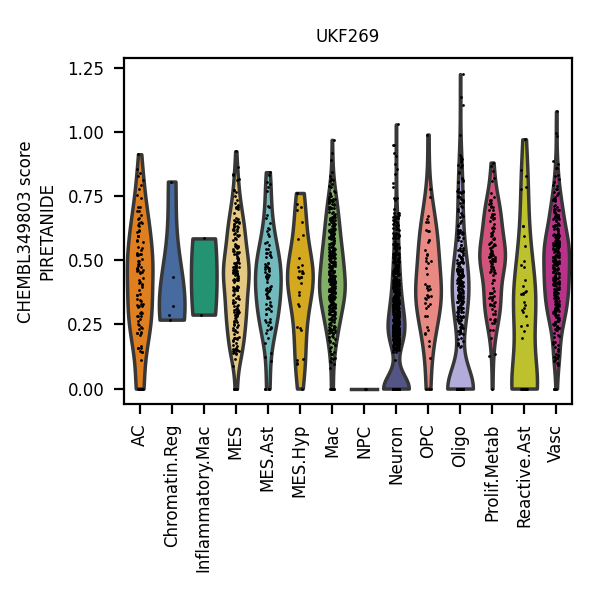 UKF269
CHEMBL349803 score
PIRETANIDE
1.25
1.00
0.75
0.50
0.25
0.00
AC
Chromatin.Reg
Inflammatory.Mac
MES
MES.Ast
MES.Hyp
Mac
NPC
Neuron
OPC
Oligo
Prolif.Metab
Reactive.Ast
Vasc